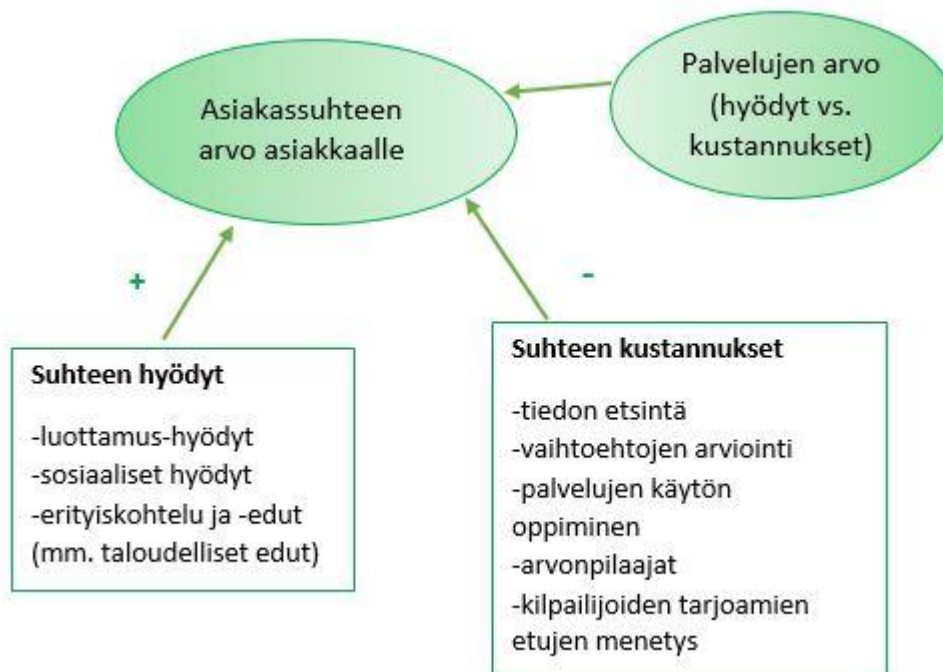 Asiakassuhteen
arvo asiakkaalle
Palvelujen arvo
(hyödyt vs.
kustannukset)
+
-
Suhteen hyödyt
-luottamus-hyödyt
-sosiaaliset hyödyt
-erityiskohtelu ja -edut
(mm. taloudelliset edut)
Suhteen kustannukset
-tiedon etsintä
-vaihtoehtojen arviointi
-palvelujen käytön
oppiminen
-arvonpilaajat
-kilpailijoiden tarjoamien
etujen menetys